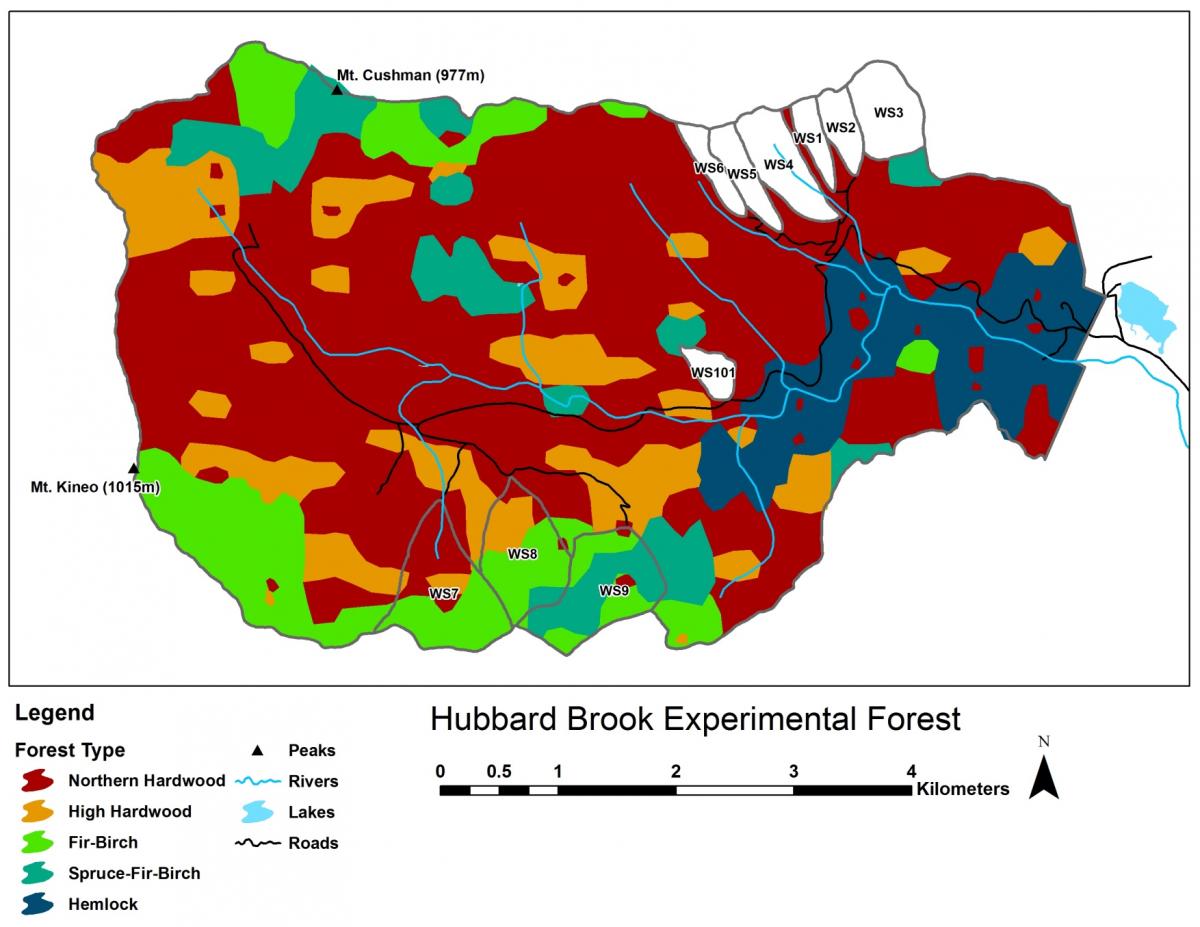 Mt. Cushman (977m)
WS3
WS2
WS1
WS4
WS6
WS5
WS101
Mt. Kineo (1015m)
WS8
WS7
WS9
Legend
Hubbard Brook Experimental Forest
Forest Type
Peaks
N
Northern Hardwood
Rivers
0 0.5 1 2 3 4
Kilometers
High Hardwood
Lakes
Fir-Birch
Roads
Spruce-Fir-Birch
Hemlock